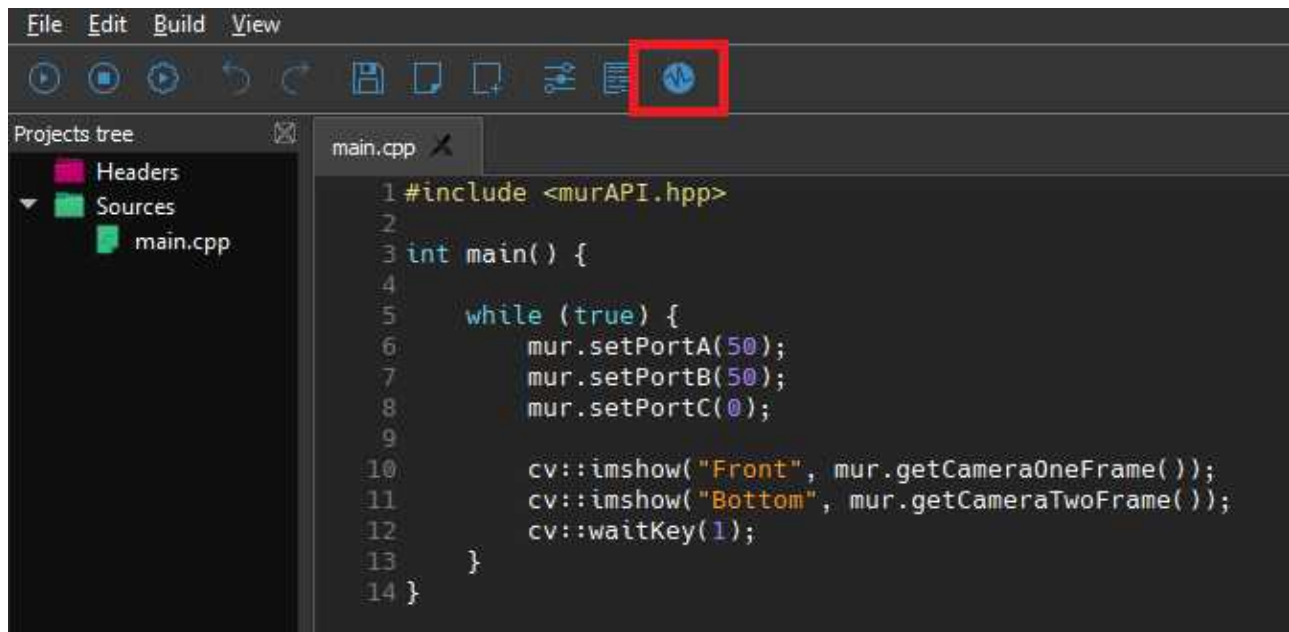 File Edit Build View
Projects tree
Headers
Sources
main.cpp
main.cpp
1 #include <murAPI.hpp>
2
3 int main() {
4
5     while (true) {
6         mur.setPortA(50);
7         mur.setPortB(50);
8         mur.setPortC(0);
9
10         cv::imshow("Front", mur.getCameraOneFrame());
11         cv::imshow("Bottom", mur.getCameraTwoFrame());
12         cv::waitKey(1);
13     }
14 }